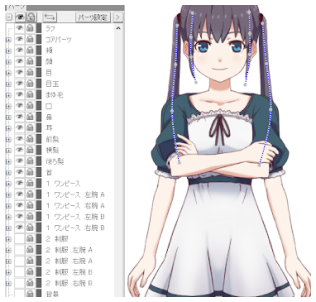 パーツ
パーツ設定
ラフ
コアパーツ
頬
顔
目
目玉
まゆ毛
口
鼻
耳
前髪
横髪
後ろ髪
首
1 ワンピース
1 ワンピース 左腕 A
1 ワンピース 右腕 A
1 ワンピース 左腕 B
1 ワンピース 右腕 B
2 制服
2 制服 左腕 A
2 制服 右腕 A
2 制服 左腕 B
2 制服 右腕 B
背景